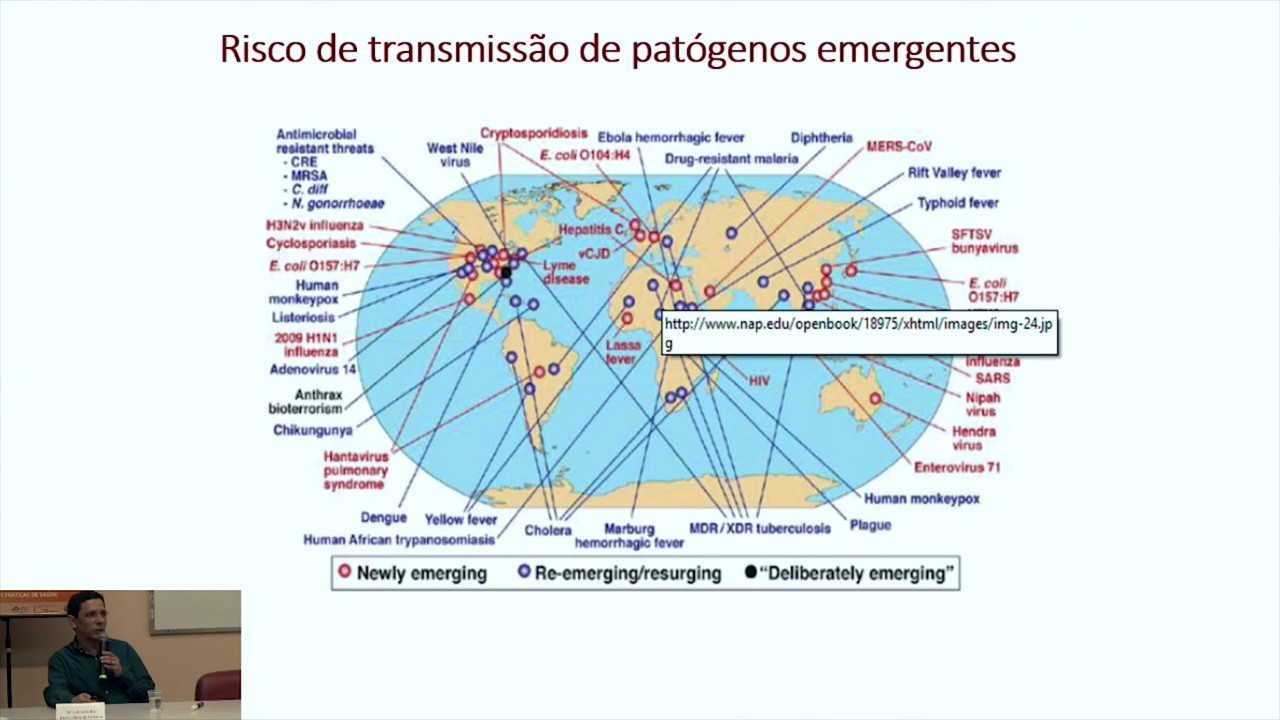 Risco de transmissão de patógenos emergentes
Antimicrobial
resistant threats
- CRE
- MRSA
- C. diff
- N. gonorrhoeae
West Nile
virus
Cryptosporidiosis
E. coli O104:H4
Ebola hemorrhagic fever
Drug-resistant malaria
Diphtheria
MERS-CoV
Rift Valley fever
Typhoid fever
SFTSV
bunyavirus
E. coli
O157:H7
H3N2v influenza
Cyclosporiasis
E. coli O157:H7
Human
monkeypox
Listeriosis
2009 H1N1
influenza
Adenovirus 14
Anthrax
bioterrorism
Chikungunya
Hantavirus
pulmonary
syndrome
Hepatitis C
vCJD
Lyme
disease
Lassa
fever
http://www.nap.edu/openbook/18975/xhtml/images/img-24.jp
g
HIV
influenza
SARS
Nipah
virus
Hendra
virus
Enterovirus 71
Human monkeypox
Plague
Dengue
Yellow fever
Human African trypanosomiasis
Cholera
Marburg
hemorrhagic fever
MDR/XDR tuberculosis
Newly emerging
Re-emerging/resurging
“Deliberately emerging”
S PRÁTICAS DE SAÚDE